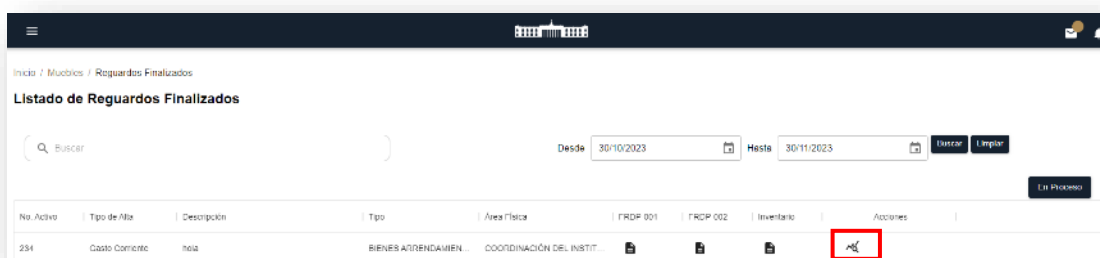 Inicio / Muebles / Reguardos Finalizados
Listado de Reguardos Finalizados
Buscar
Desde 30/10/2023 Hasta 30/11/2023 Buscar Limpiar
En Proceso
No. Activo Tipo de Alta Descripción Tipo Área Física FRDP 001 FRDP 002 Inventario Acciones
234 Gasto Corriente hola BIENES ARRENDAMIEN... COORDINACIÓN DEL INSTIT...